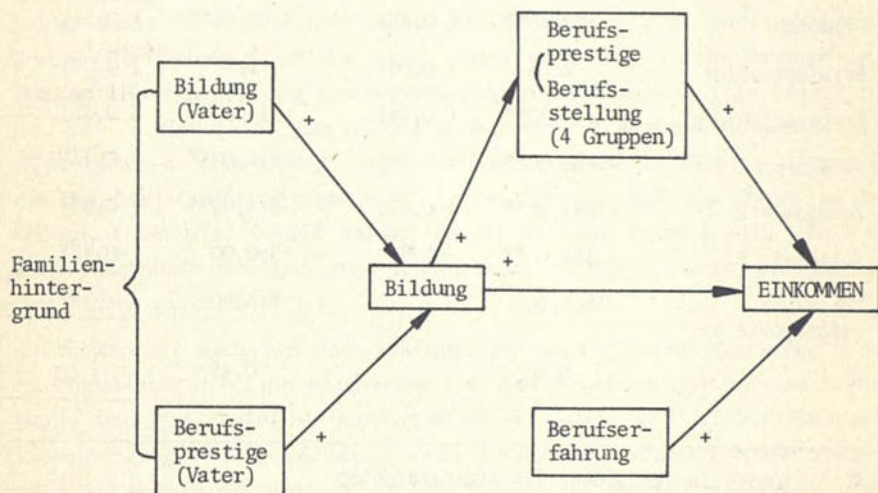 Berufs-
prestige
Berufs-
stellung
(4 Gruppen)
Bildung
(Vater)
+
+
+
+
Familien-
hinter-
grund
Bildung
EINKOMMEN
Berufs-
prestige
(Vater)
+
Berufser-
fahrung
+